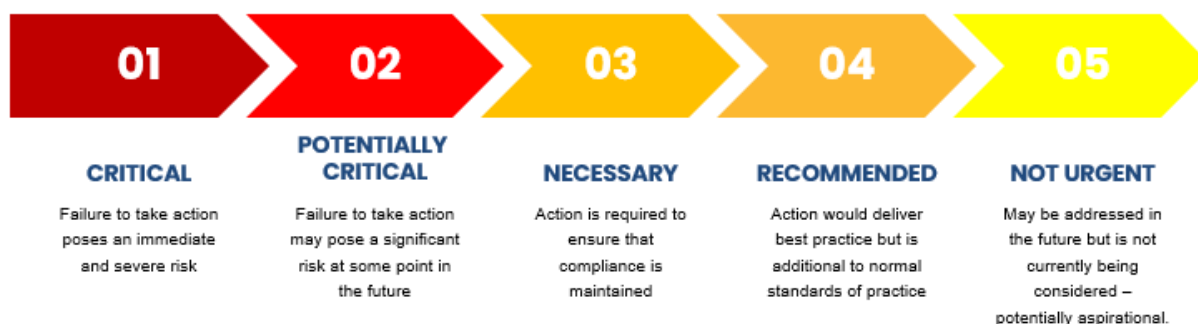 01
02
03
04
05
CRITICAL
Failure to take action
poses an immediate
and severe risk
POTENTIALLY
CRITICAL
Failure to take action
may pose a significant
risk at some point in
the future
NECESSARY
Action is required to
ensure that
compliance is
maintained
RECOMMENDED
Action would deliver
best practice but is
additional to normal
standards of practice
NOT URGENT
May be addressed in
the future but is not
currently being
considered –
potentially aspirational.